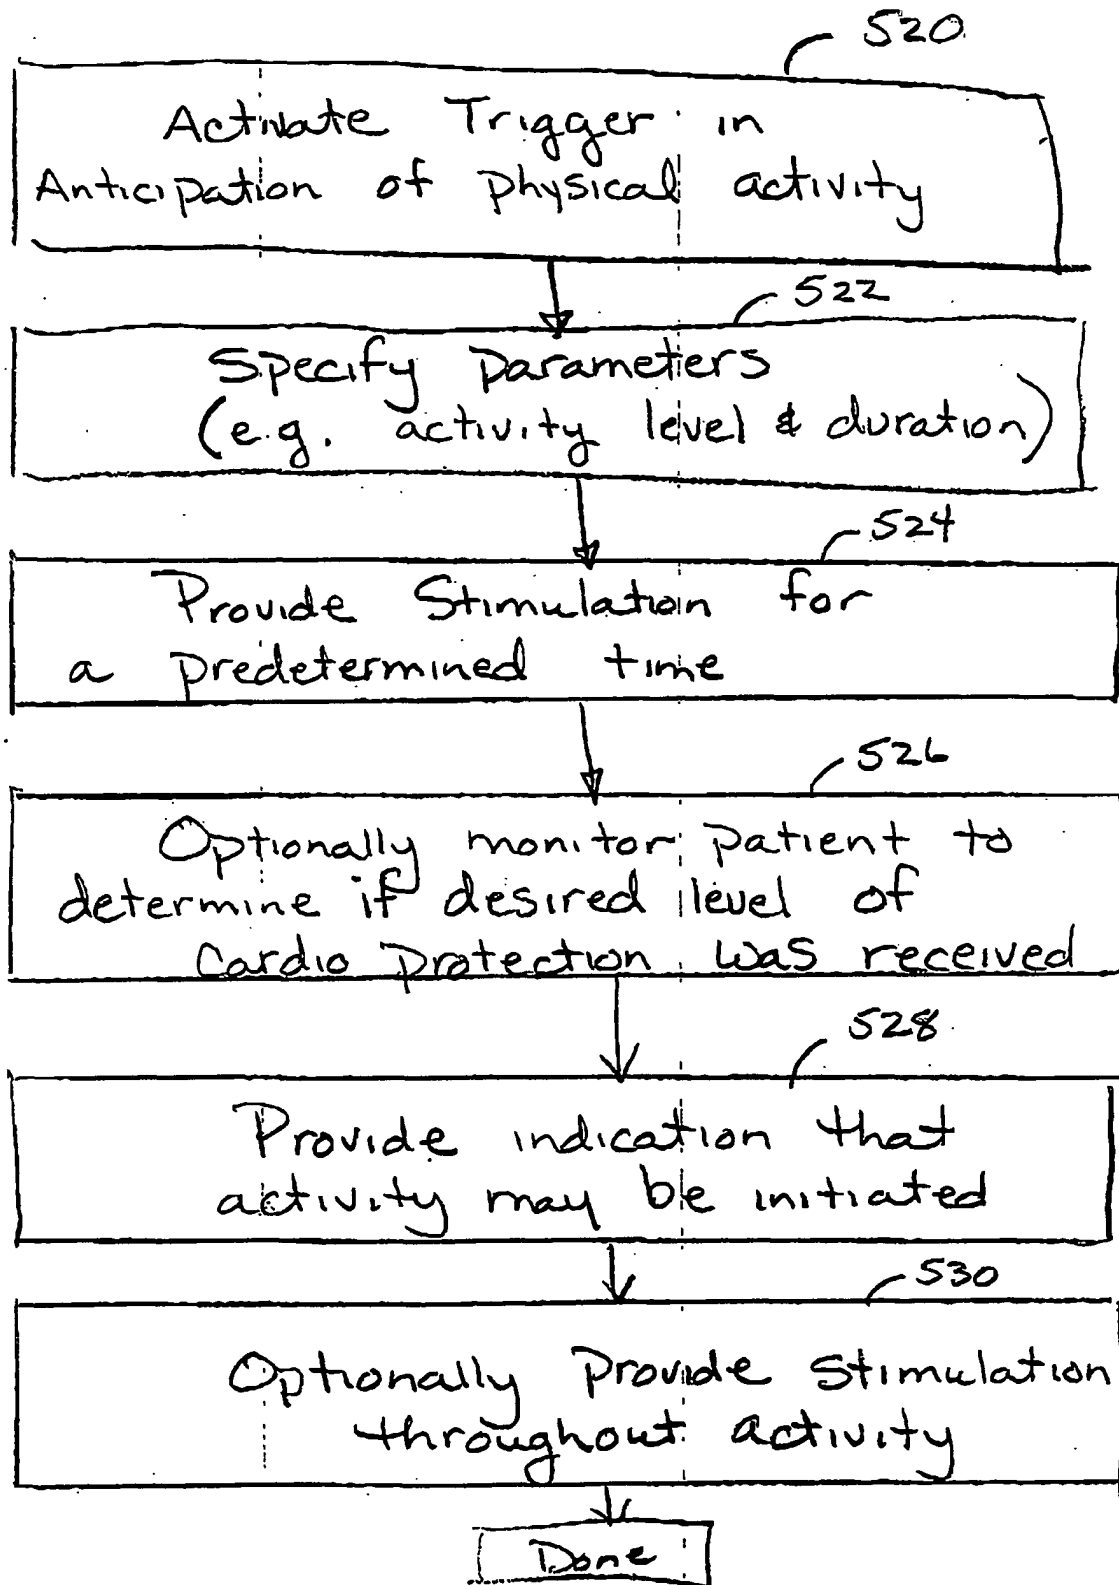 520
Activate Trigger in
Anticipation of physical activity
522
Specify Parameters
(e.g. activity level & duration)
524
Provide Stimulation for
a predetermined time
526
Optionally monitor patient to
determine if desired level of
Cardio protection was received
528
Provide indication that
activity may be initiated
530
Optionally Provide Stimulation
throughout activity
Done